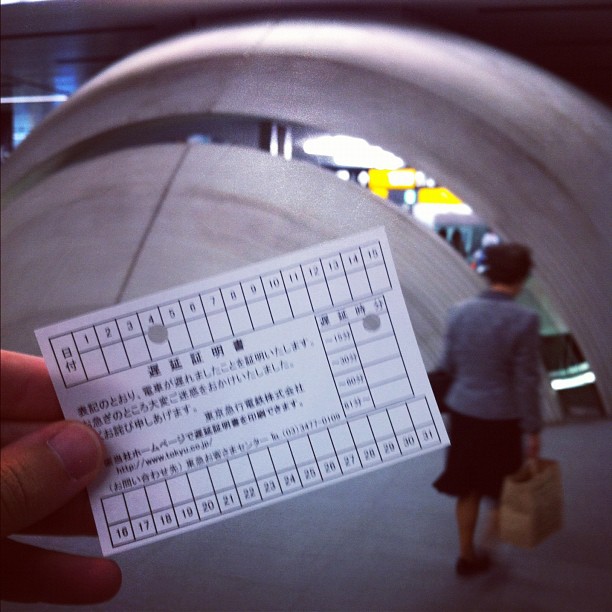 日付 1 2 3 4 5 6 7 8 9 10 11 12 13 14 15
遅延証明書
遅延時分
表記のとおり、電車が遅れましたことを証明いたします。
急ぎのところ大変ご迷惑をおかけいたしました。
お詫び申しあげます。
東京急行電鉄株式会社
当社ホームページで遅延証明書を印刷できます。
http://www.tokyu.co.jp/
(お問い合わせ先) 東急お客さまセンター ℡ (03)3477-0109
~15分
~30分
~60分
61分~
16 17 18 19 20 21 22 23 24 25 26 27 28 29 30 31